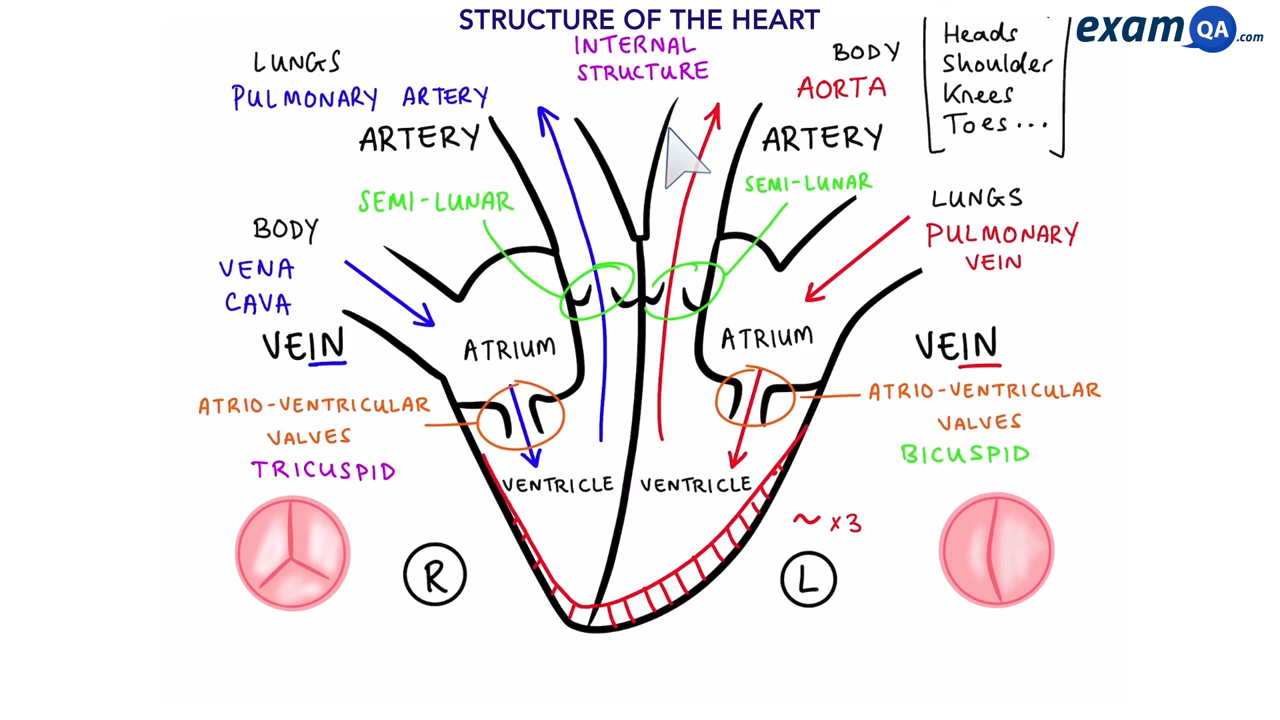 STRUCTURE OF THE HEART
examQA.com
INTERNAL
STRUCTURE
LUNGS
PULMONARY ARTERY
ARTERY
SEMI-LUNAR
BODY
VENA
CAVA
VEIN
ATRIO-VENTRICULAR
VALVES
TRICUSPID
ATRIUM
VENTRICLE
R
BODY
AORTA
ARTERY
Heads
Shoulder
Knees
Toes...
SEMI-LUNAR
LUNGS
PULMONARY
VEIN
ATRIUM
VEIN
ATRIO-VENTRICULAR
VALVES
BICUSPID
VENTRICLE
~ x3
L